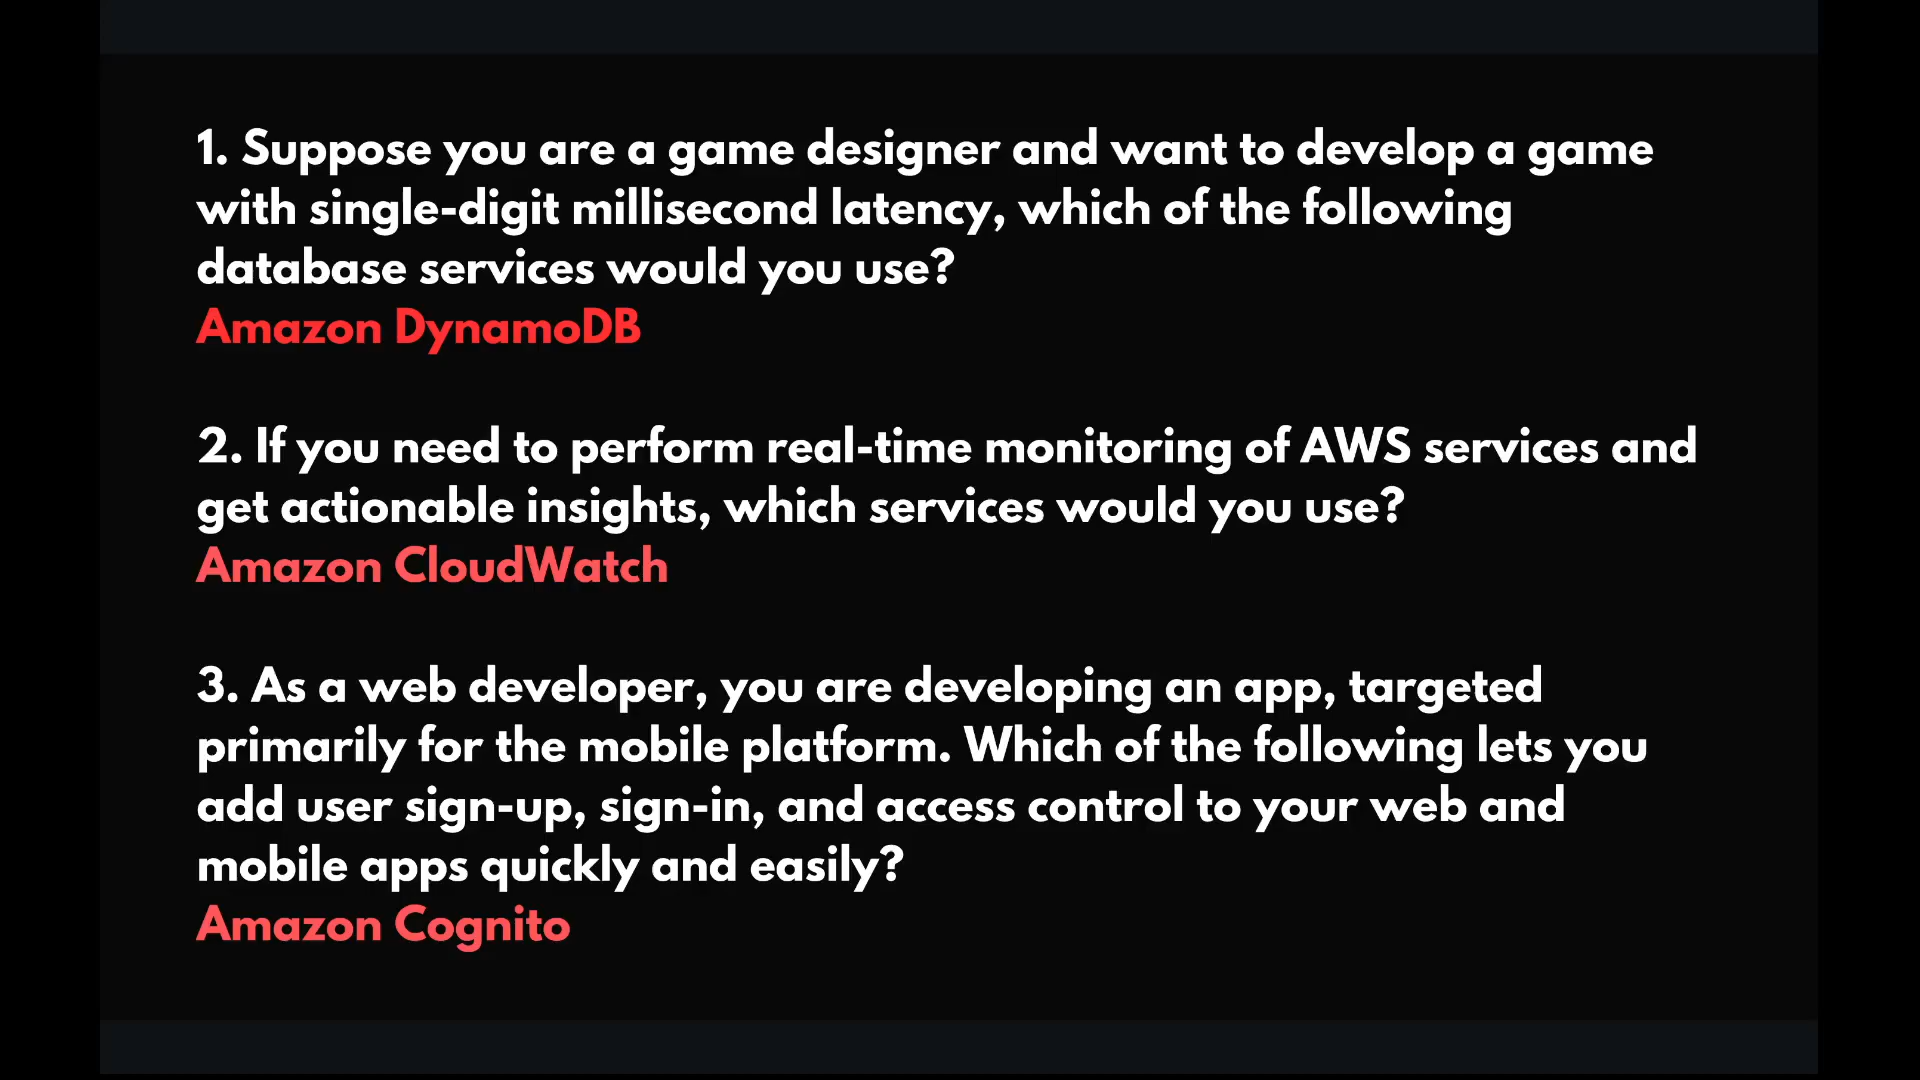 1. Suppose you are a game designer and want to develop a game
with single-digit millisecond latency, which of the following
database services would you use?
Amazon DynamoDB
2. If you need to perform real-time monitoring of AWS services and
get actionable insights, which services would you use?
Amazon CloudWatch
3. As a web developer, you are developing an app, targeted
primarily for the mobile platform. Which of the following lets you
add user sign-up, sign-in, and access control to your web and
mobile apps quickly and easily?
Amazon Cognito